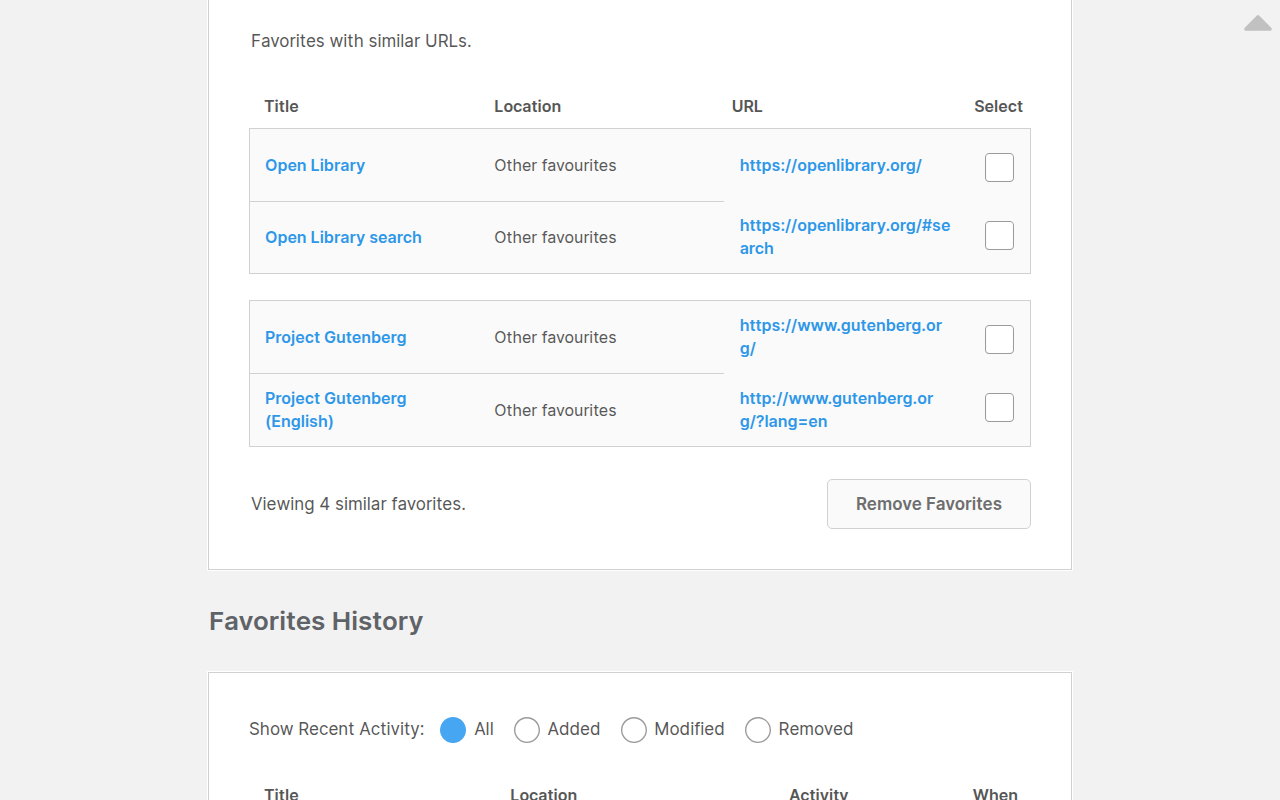 Favorites with similar URLs.
Title Location URL Select
Open Library Other favourites https://openlibrary.org/
Open Library search Other favourites https://openlibrary.org/#se
arch
Project Gutenberg Other favourites https://www.gutenberg.or
g/
Project Gutenberg
(English) Other favourites http://www.gutenberg.or
g/?lang=en
Viewing 4 similar favorites. Remove Favorites
Favorites History
Show Recent Activity: All Added Modified Removed
Title Location Activity When